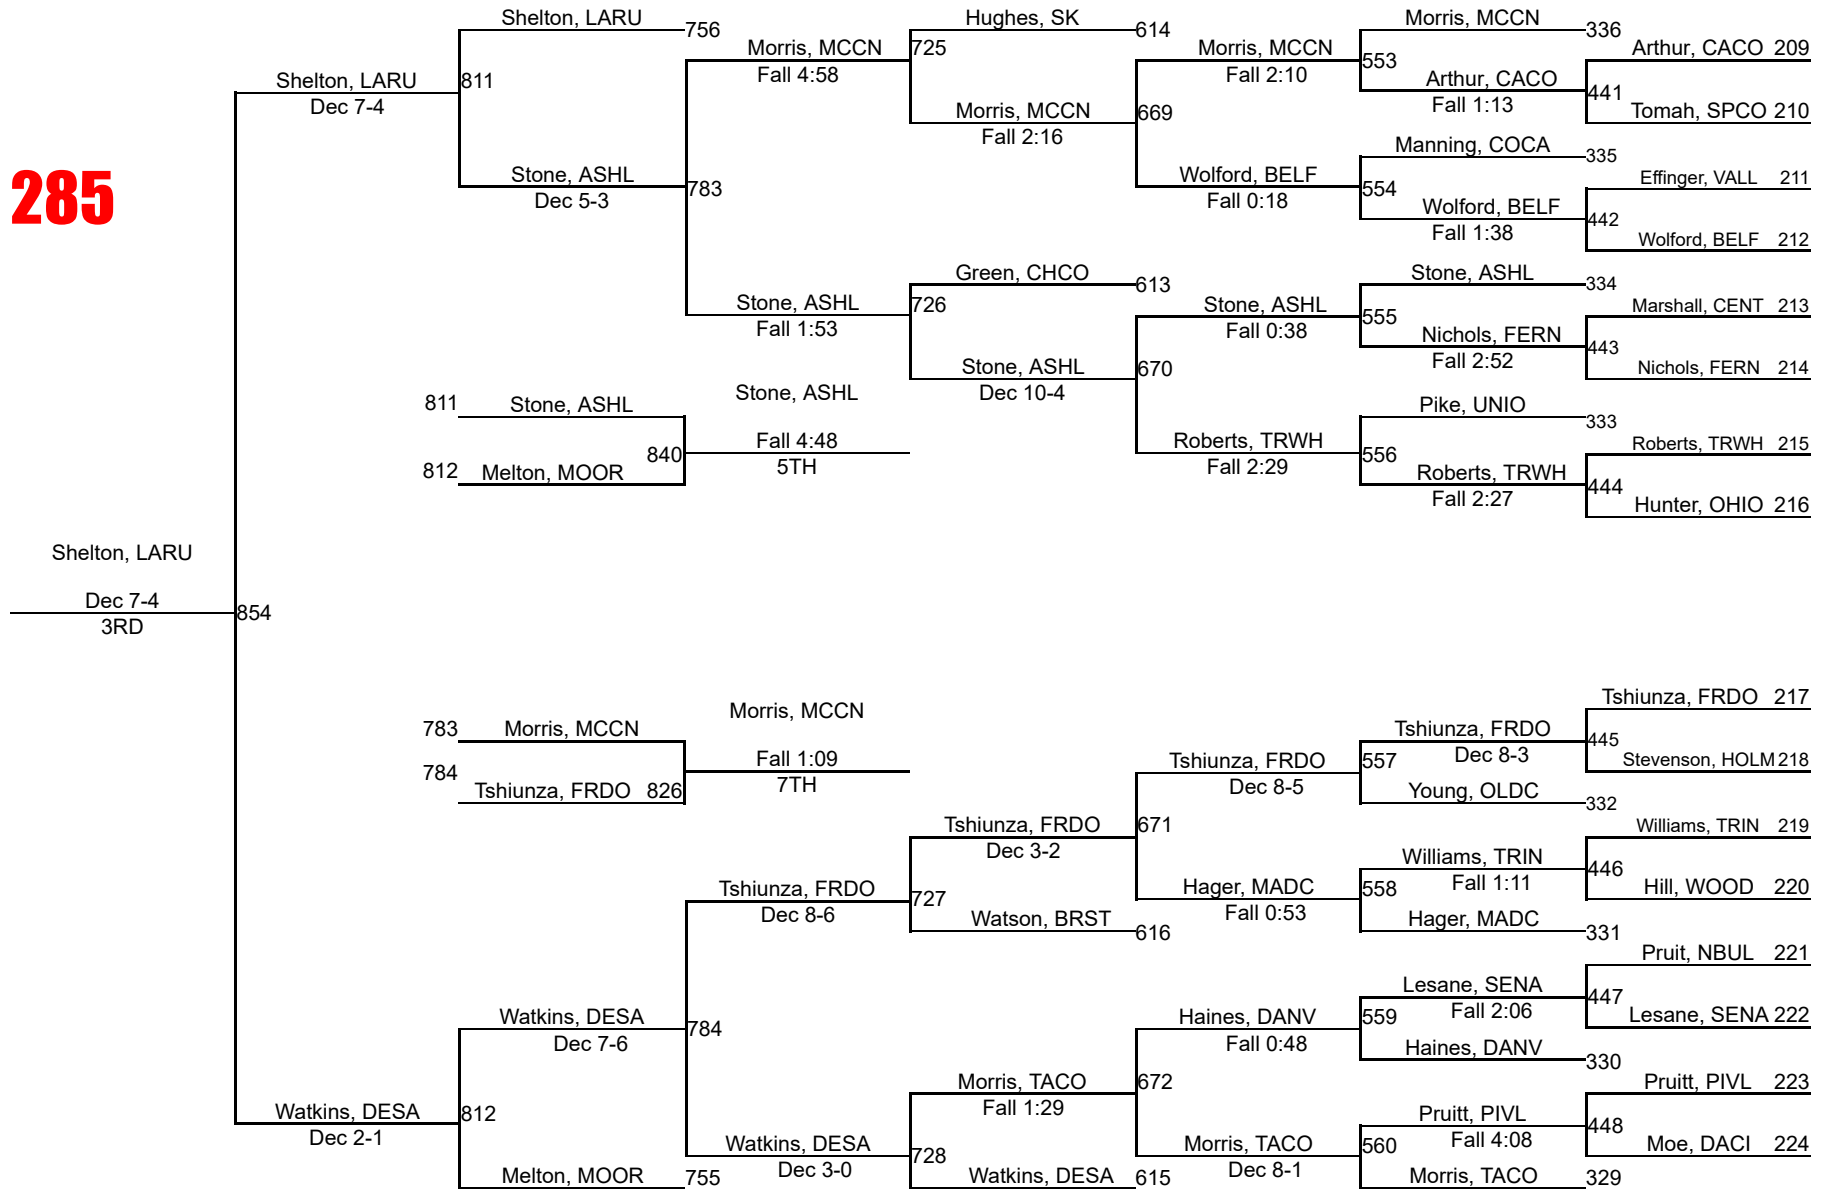 285
Shelton, LARU
Dec 7-4
3RD
854
Shelton, LARU
Dec 7-4
Watkins, DESA
Dec 2-1
Shelton, LARU 756
811
Stone, ASHL
Dec 5-3
811 Stone, ASHL
812 Melton, MOOR
840
Stone, ASHL
Fall 4:48
5TH
783 Morris, MCCN
784
Tshiunza, FRDO 826
Morris, MCCN
Fall 1:09
7TH
Watkins, DESA
Dec 7-6
812
Melton, MOOR 755
Morris, MCCN
Fall 4:58
783
Stone, ASHL
Fall 1:53
Tshiunza, FRDO
Dec 8-6
784
Watkins, DESA
Dec 3-0
Hughes, SK 614
725
Morris, MCCN
Fall 2:16
Green, CHCO 613
726
Stone, ASHL
Dec 10-4
Tshiunza, FRDO
Dec 3-2
727
Watson, BRST 616
Morris, TACO
Fall 1:29
728
Watkins, DESA 615
Morris, MCCN
Fall 2:10
669
Wolford, BELF
Fall 0:18
Stone, ASHL
Fall 0:38
670
Roberts, TRWH
Fall 2:29
Tshiunza, FRDO
Dec 8-5
671
Hager, MADC
Fall 0:53
Haines, DANV
Fall 0:48
672
Morris, TACO
Dec 8-1
Morris, MCCN 336
553
Arthur, CACO
Fall 1:13
Manning, COCA 335
554
Wolford, BELF
Fall 1:38
Stone, ASHL 334
555
Nichols, FERN
Fall 2:52
Pike, UNIO 333
556
Roberts, TRWH
Fall 2:27
Tshiunza, FRDO
Dec 8-3
557
Young, OLDC 332
Williams, TRIN
Fall 1:11
558
Hager, MADC 331
Lesane, SENA
Fall 2:06
559
Haines, DANV 330
Pruitt, PIVL
Fall 4:08
560
Morris, TACO 329
Arthur, CACO 209
441
Tomah, SPCO 210
Effinger, VALL 211
442
Wolford, BELF 212
Marshall, CENT 213
443
Nichols, FERN 214
Roberts, TRWH 215
444
Hunter, OHIO 216
Tshiunza, FRDO 217
445
Stevenson, HOLM 218
Williams, TRIN 219
446
Hill, WOOD 220
Pruit, NBUL 221
447
Lesane, SENA 222
Pruitt, PIVL 223
448
Moe, DACI 224